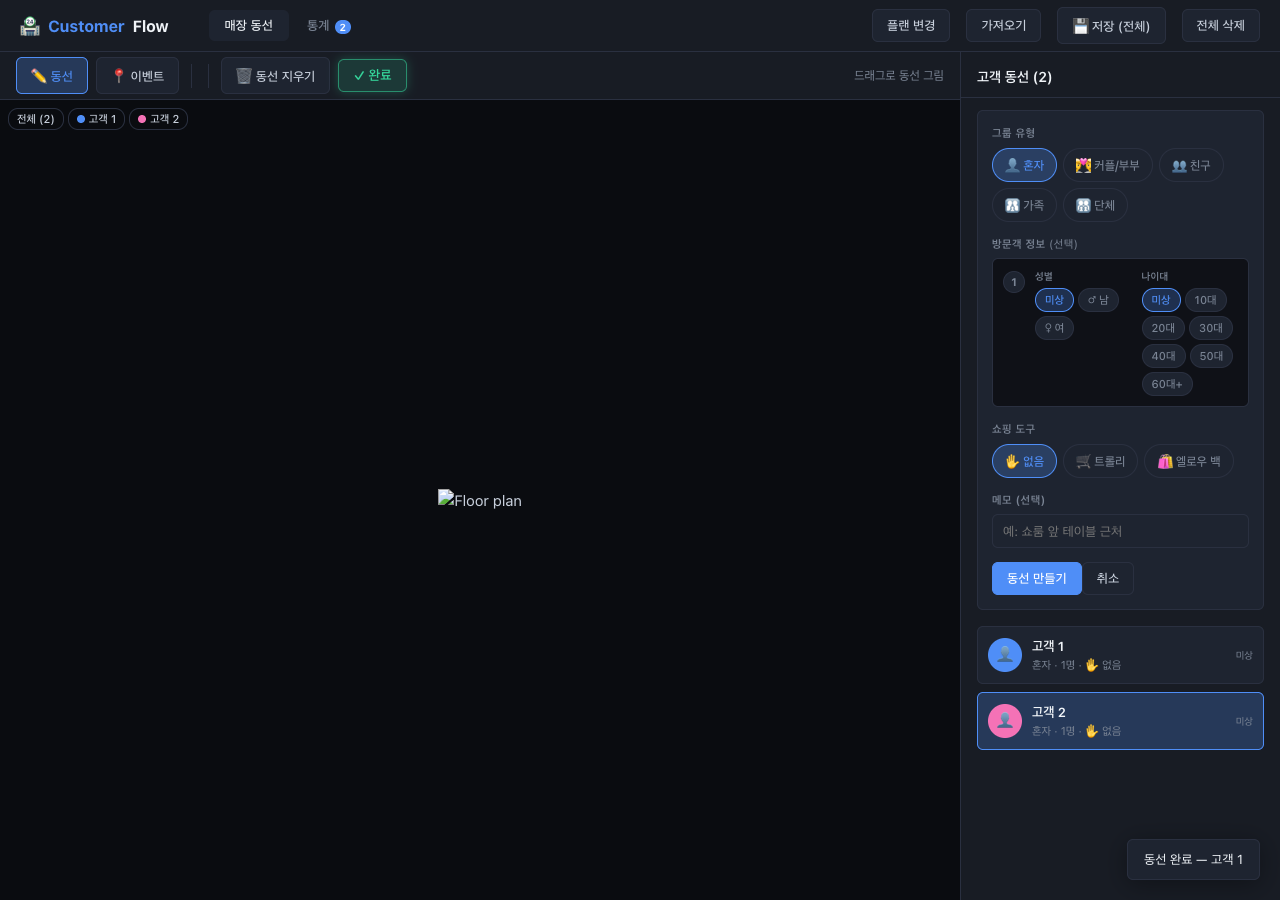 Customer Flow
매장 동선
통계 2
플랜 변경
가져오기
저장 (전체)
전체 삭제
동선
이벤트
동선 지우기
✓ 완료
드래그로 동선 그림
전체 (2)
고객 1
고객 2
Floor plan
고객 동선 (2)
그룹 유형
혼자
커플/부부
친구
가족
단체
방문객 정보 (선택)
1
성별
미상
♂ 남
♀ 여
나이대
미상
10대
20대
30대
40대
50대
60대+
쇼핑 도구
없음
트롤리
옐로우 백
메모 (선택)
예: 쇼룸 앞 테이블 근처
동선 만들기
취소
고객 1
혼자 · 1명 · 없음
미상
고객 2
혼자 · 1명 · 없음
미상
동선 완료 — 고객 1